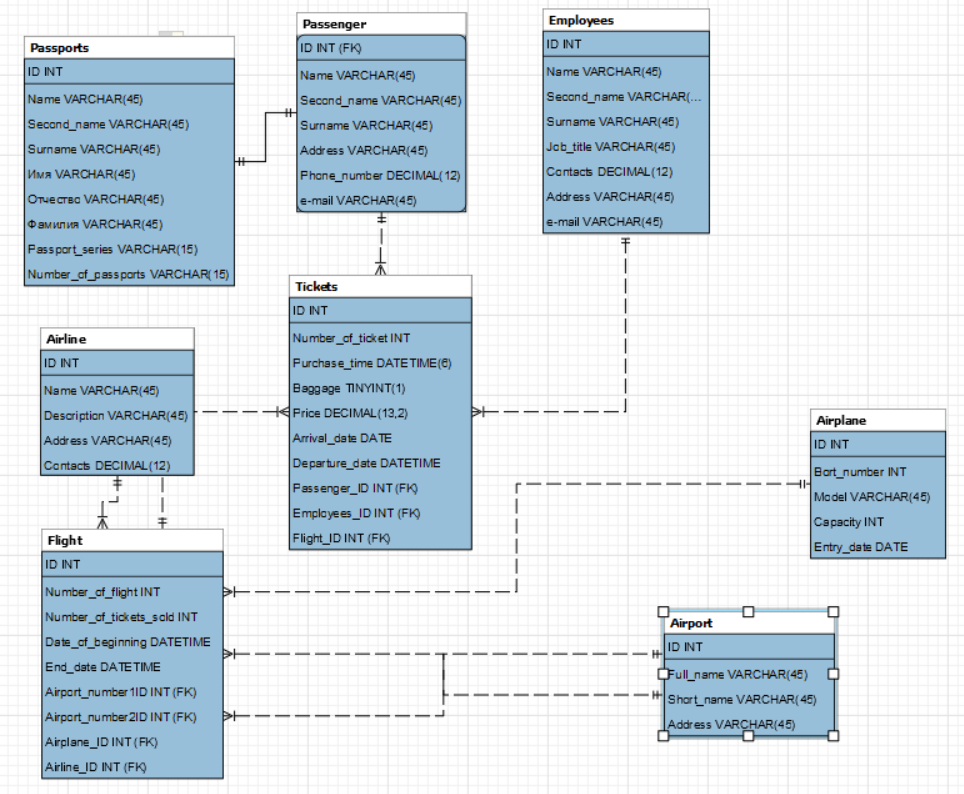 Passports
ID INT
Name VARCHAR(45)
Second_name VARCHAR(45)
Surname VARCHAR(45)
Имя VARCHAR(45)
Отчество VARCHAR(45)
Фамилия VARCHAR(45)
Passport_series VARCHAR(15)
Number_of_passports VARCHAR(15)
Passenger
ID INT (FK)
Name VARCHAR(45)
Second_name VARCHAR(45)
Surname VARCHAR(45)
Address VARCHAR(45)
Phone_number DECIMAL(12)
e-mail VARCHAR(45)
Employees
ID INT
Name VARCHAR(45)
Second_name VARCHAR(...
Surname VARCHAR(45)
Job_title VARCHAR(45)
Contacts DECIMAL(12)
Address VARCHAR(45)
e-mail VARCHAR(45)
Tickets
ID INT
Number_of_ticket INT
Purchase_time DATETIME(6)
Baggage TINYINT(1)
Price DECIMAL(13,2)
Arrival_date DATE
Departure_date DATETIME
Passenger_ID INT (FK)
Employees_ID INT (FK)
Flight_ID INT (FK)
Airline
ID INT
Name VARCHAR(45)
Description VARCHAR(45)
Address VARCHAR(45)
Contacts DECIMAL(12)
Airplane
ID INT
Bort_number INT
Model VARCHAR(45)
Capacity INT
Entry_date DATE
Flight
ID INT
Number_of_flight INT
Number_of_tickets_sold INT
Date_of_beginning DATETIME
End_date DATETIME
Airport_number1ID INT (FK)
Airport_number2ID INT (FK)
Airplane_ID INT (FK)
Airline_ID INT (FK)
Airport
ID INT
Full_name VARCHAR(45)
Short_name VARCHAR(45)
Address VARCHAR(45)